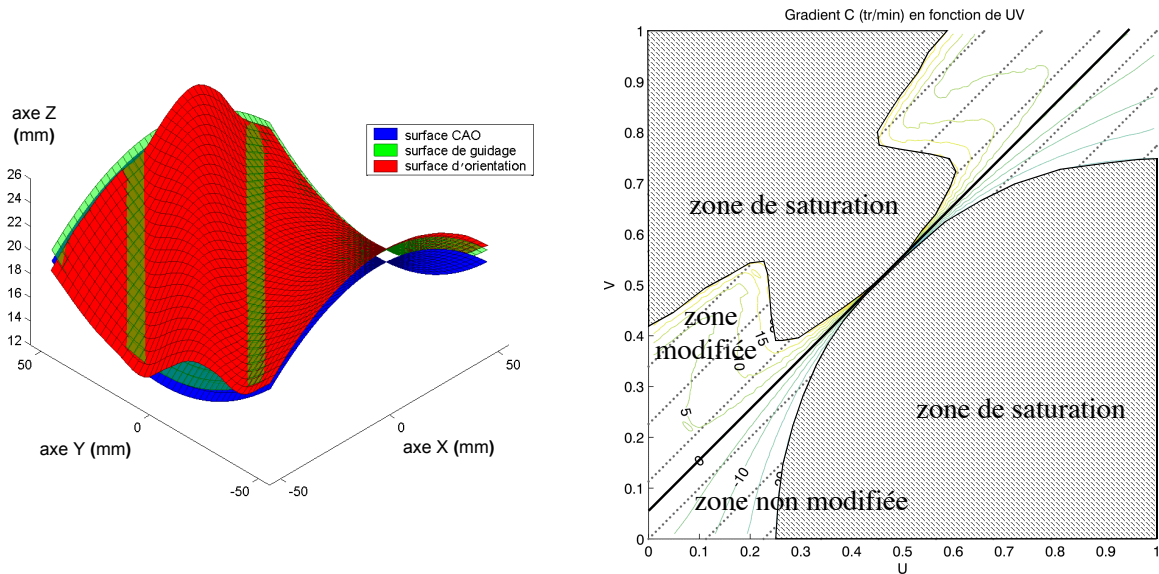 axe Z
(mm)
26
24
22
20
18
16
14
12
50
0
-50
axe Y (mm)
-50
0
50
axe X (mm)
surface CAO
surface de guidage
surface d'orientation
Gradient C (tr/min) en fonction de UV
1
0.9
0.8
0.7
0.6
0.5
0.4
0.3
0.2
0.1
0
V
zone de saturation
zone
modifiée
15
10
5
0
-10
zone de saturation
zone non modifiée
0
0.1
0.2
0.3
0.4
0.5
0.6
0.7
0.8
0.9
1
U